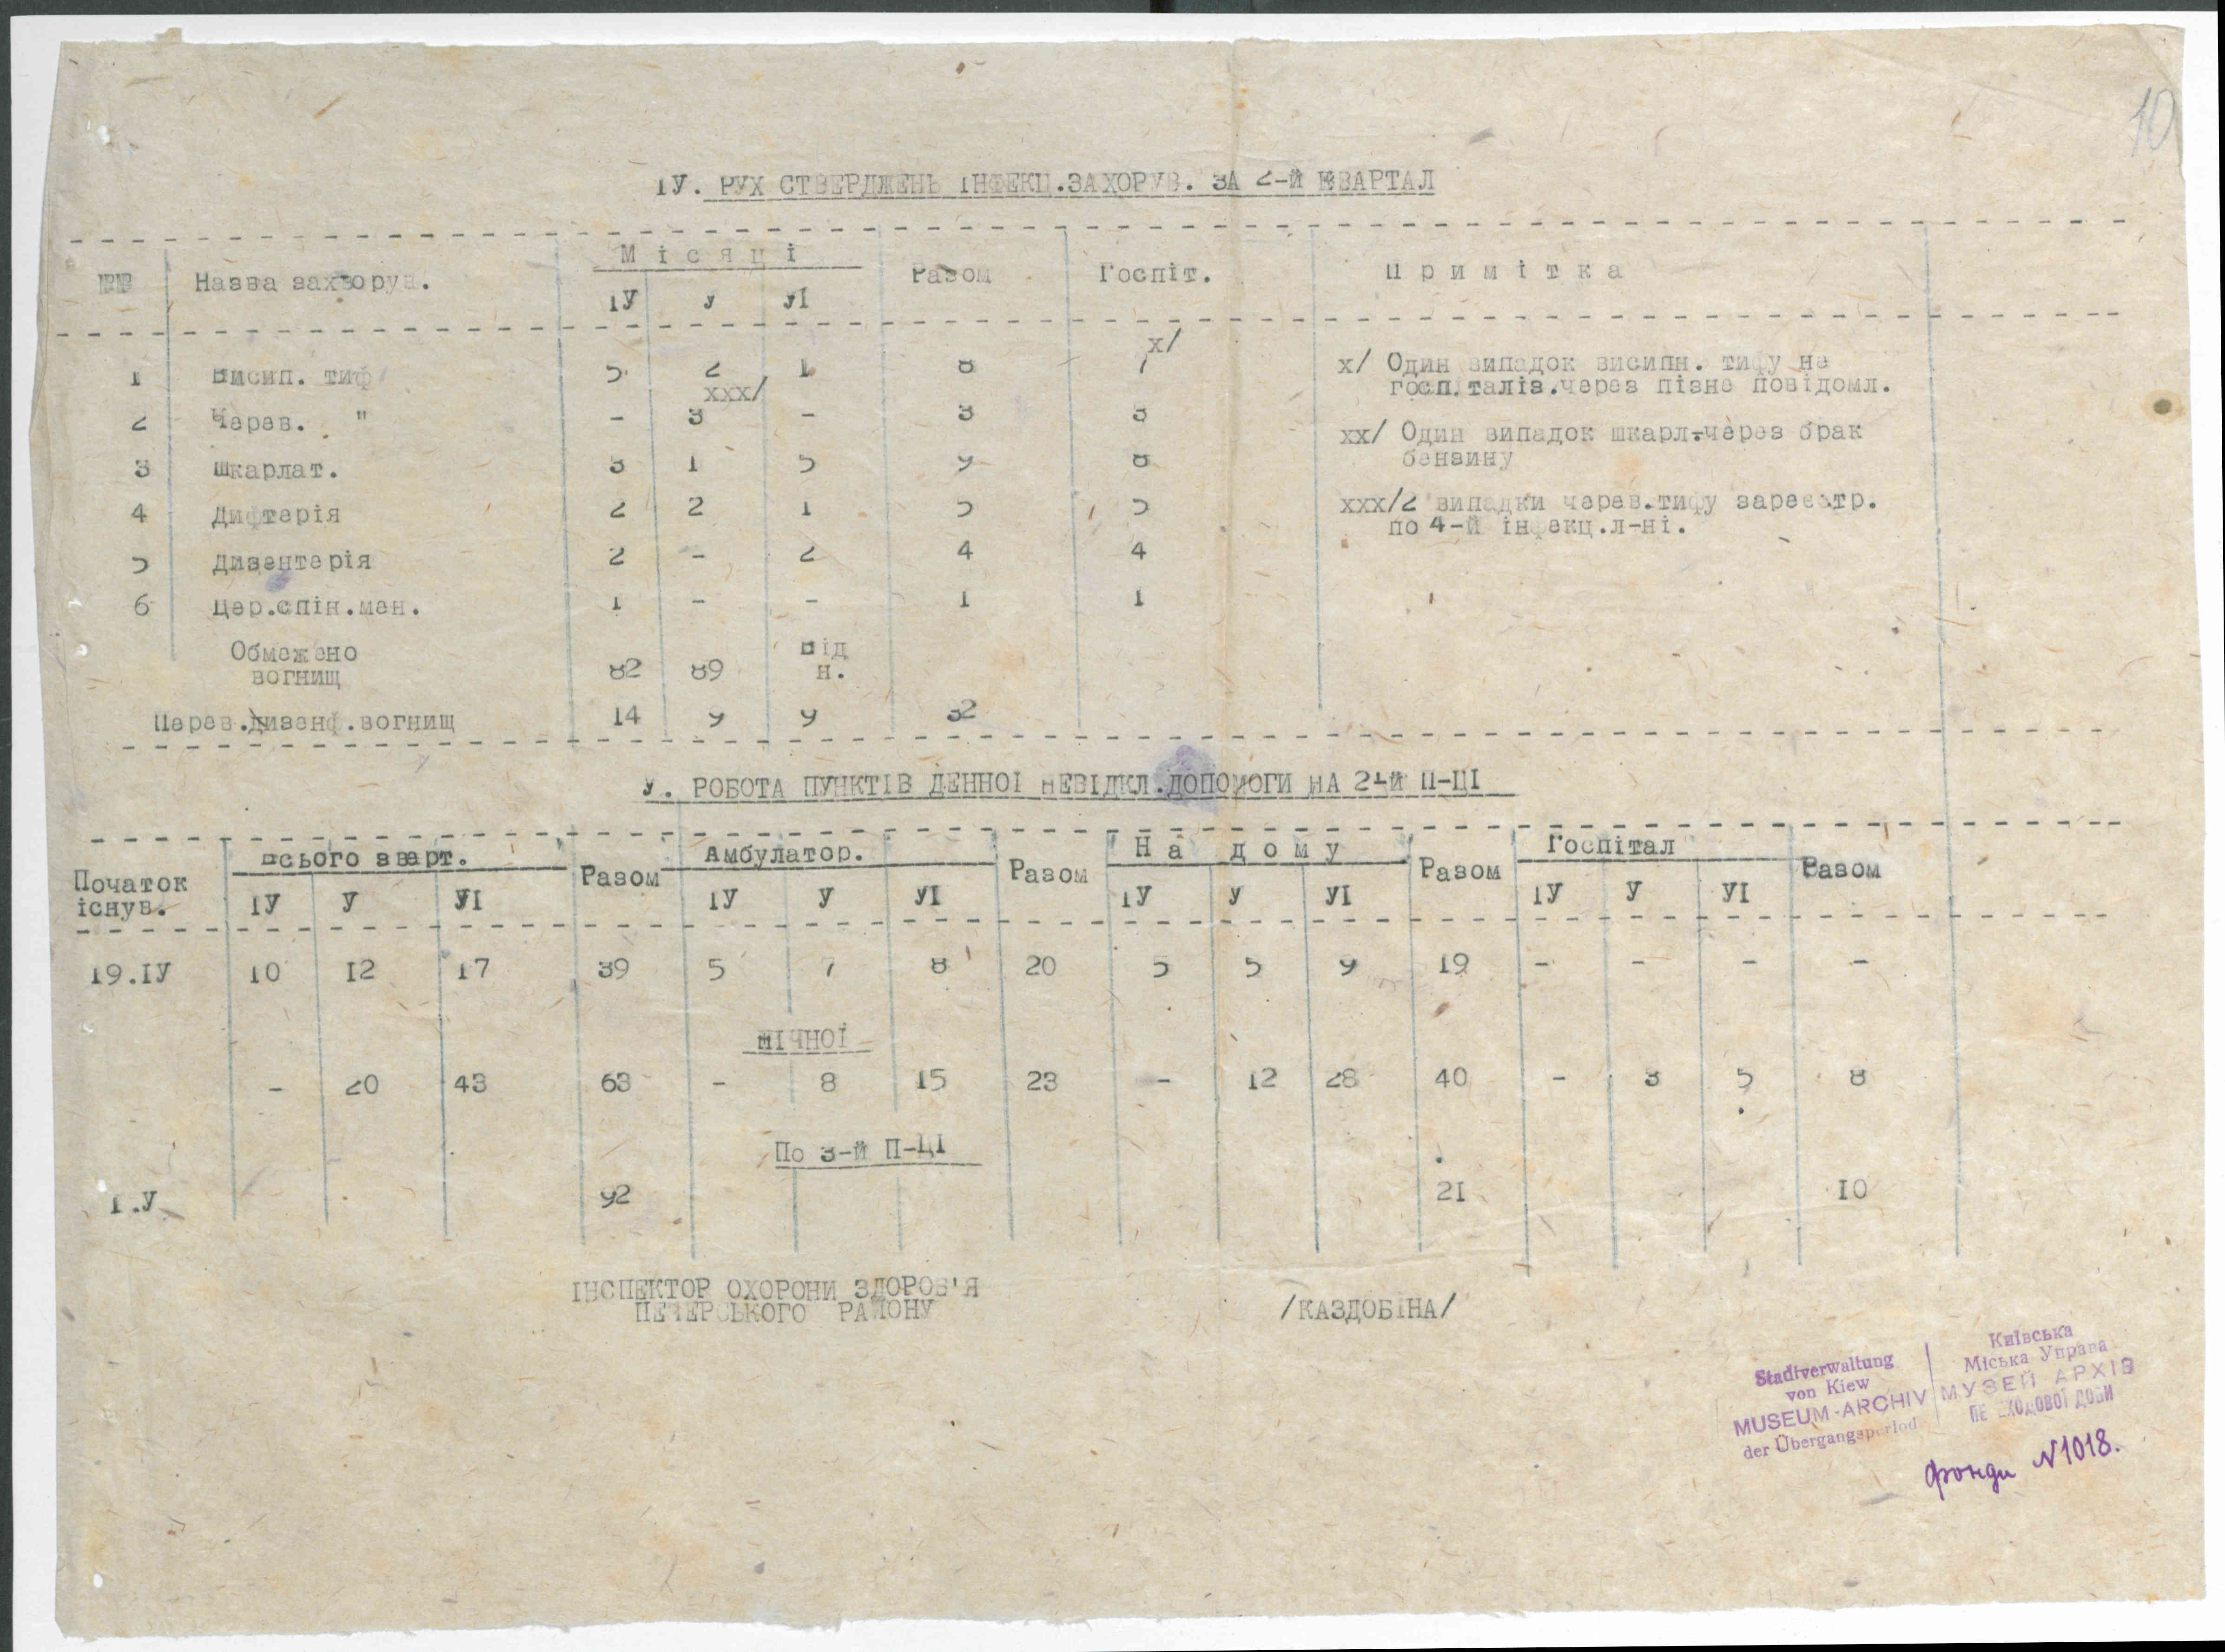 10
ІУ. РУХ СТВЕРДЖЕНЬ ІНФЕКЦ.ЗАХОРУВ. ЗА 2-й КВАРТАЛ
№№ Назва захворув. Місяці Разом Госпіт. Примітка
ІУ У УІ
х/
1 Висип. тиф 5 2 1 8 7 х/ Один випадок висипн. тифу не
ххх/ госпіталіз.через пізнє повідомл.
2 Черев. " - 3 - 3 3 хх/ Один випадок шкарл.-через брак
3 Шкарлат. 3 1 5 9 8 бензину
4 Дифтерія 2 2 1 5 5 ххх/2 випадки черев.тифу зареєстр.
по 4-й інфекц.л-ні.
5 Дизентерія 2 - 2 4 4
6 Цер.спін.мен. 1 - - 1 1
Обмежено Від
вогнищ 82 89 н.
Перев.дизенф.вогнищ 14 9 9 32
У. РОБОТА ПУНКТІВ ДЕННОІ НЕВІДКЛ.ДОПОМОГИ НА 2-й П-ЦІ
Всього зварт. Амбулатор. На дому Госпітал
Початок Разом Разом Разом Разом
існув. ІУ У УІ ІУ У УІ ІУ У УІ ІУ У УІ
19.ІУ 10 12 17 39 5 7 8 20 5 5 9 19 - - - -
НІЧНОЇ
- 20 43 63 - 8 15 23 - 12 28 40 - 3 5 8
По 3-й П-ЦІ
1.У 92 21 10
ІНСПЕКТОР ОХОРОНИ ЗДОРОВ'Я
ПЕЧЕРСЬКОГО РАЙОНУ /КАЗДОБІНА/
Stadtverwaltung
von Kiew
MUSEUM-ARCHIV
der Übergangsperiod
Київська
Міська Управа
МУЗЕЙ АРХІВ
ПЕРЕХОДОВОЇ ДОБИ
фонди №1018.